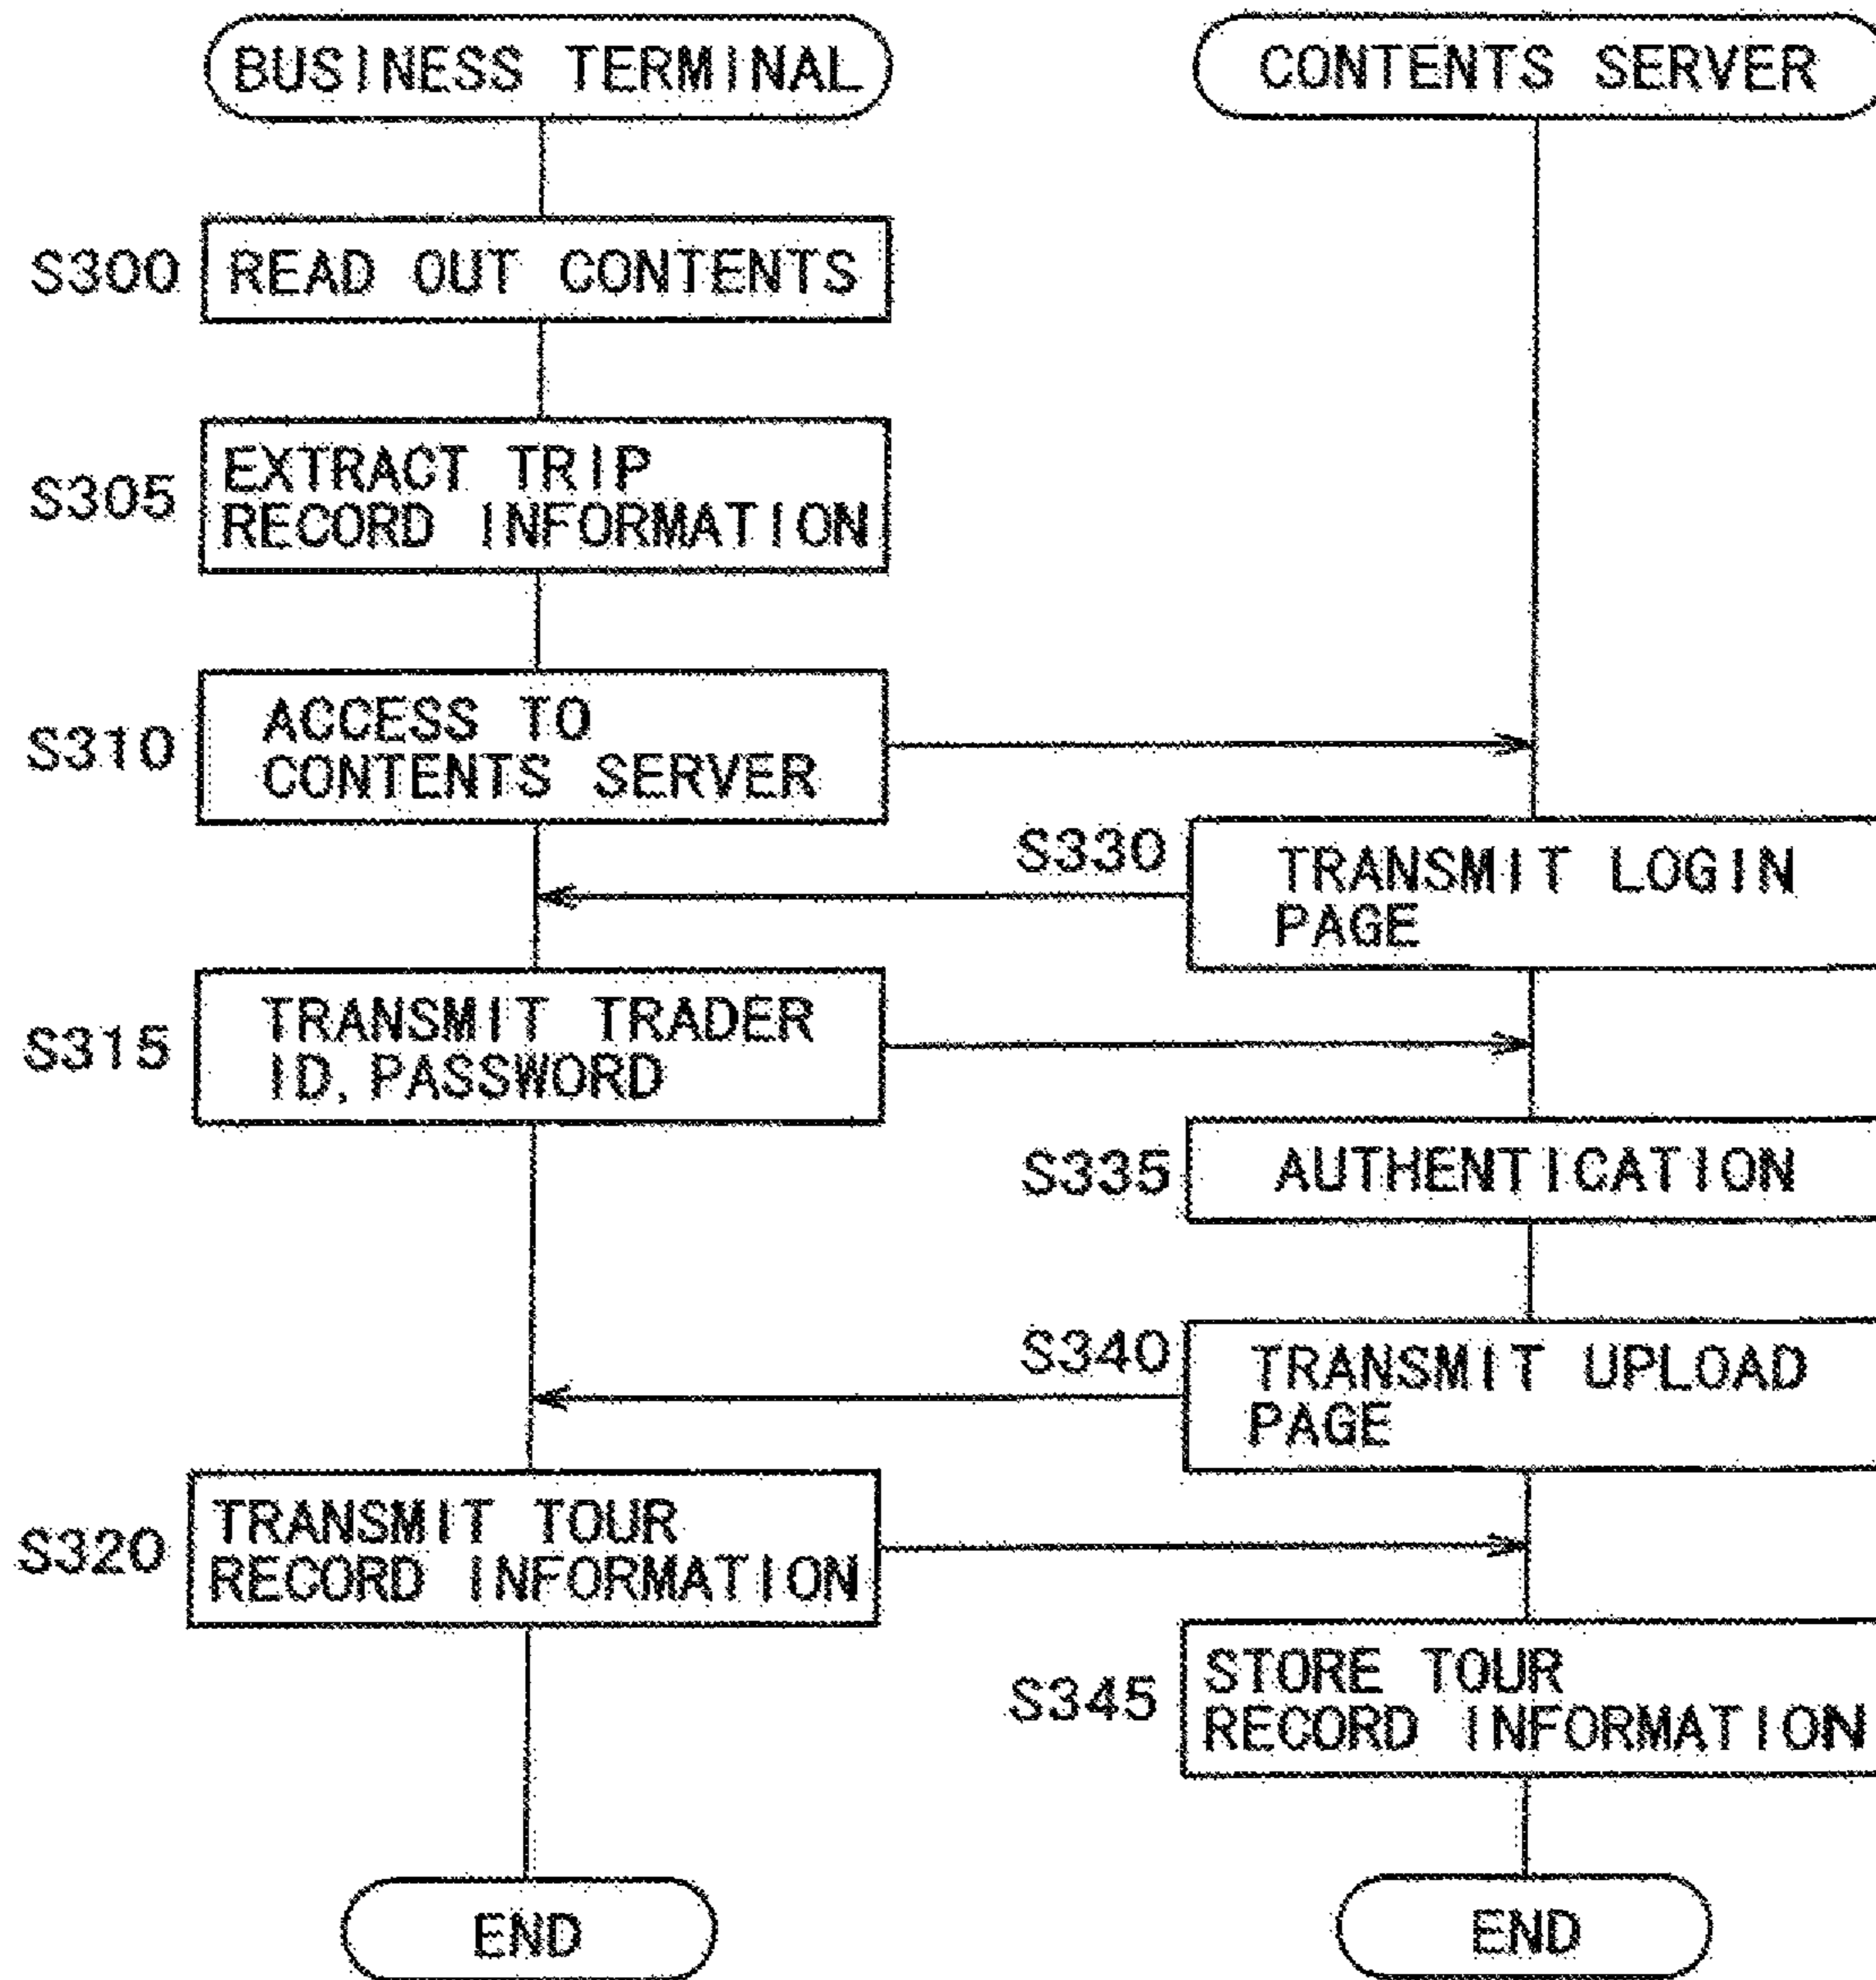 BUSINESS TERMINAL
CONTENTS SERVER
S300
READ OUT CONTENTS
S305
EXTRACT TRIP
RECORD INFORMATION
S310
ACCESS TO
CONTENTS SERVER
S330
TRANSMIT LOGIN
PAGE
S315
TRANSMIT TRADER
ID, PASSWORD
S335
AUTHENTICATION
S340
TRANSMIT UPLOAD
PAGE
S320
TRANSMIT TOUR
RECORD INFORMATION
S345
STORE TOUR
RECORD INFORMATION
END
END